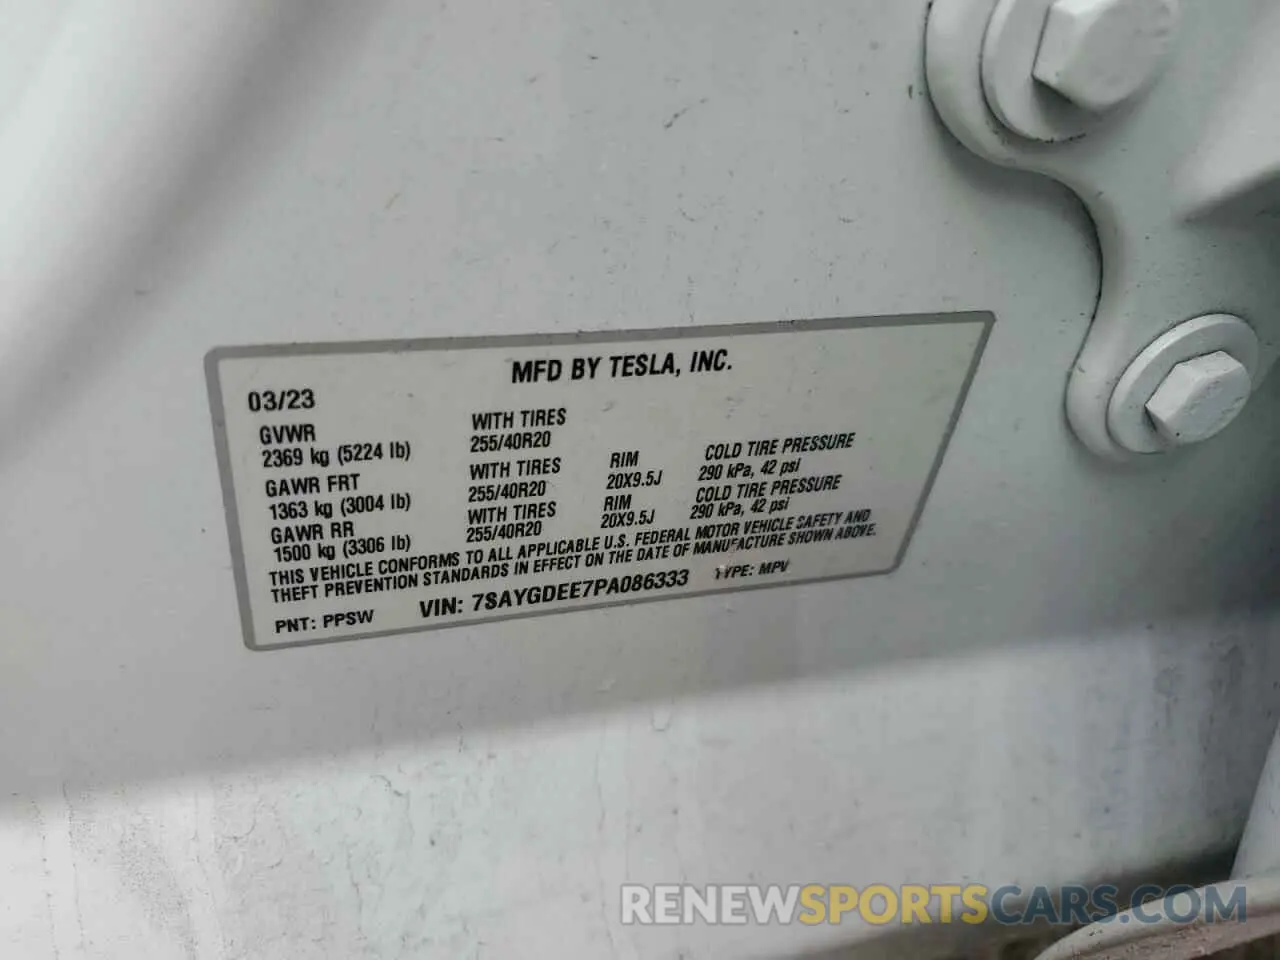 MFD BY TESLA, INC.
03/23
GVWR WITH TIRES
2369 kg (5224 lb) 255/40R20
GAWR FRT WITH TIRES RIM COLD TIRE PRESSURE
1363 kg (3004 lb) 255/40R20 20X9.5J 290 kPa, 42 psi
GAWR RR WITH TIRES RIM COLD TIRE PRESSURE
1500 kg (3306 lb) 255/40R20 20X9.5J 290 kPa, 42 psi
THIS VEHICLE CONFORMS TO ALL APPLICABLE U.S. FEDERAL MOTOR VEHICLE SAFETY AND
THEFT PREVENTION STANDARDS IN EFFECT ON THE DATE OF MANUFACTURE SHOWN ABOVE.
PNT: PPSW VIN: 7SAYGDEE7PA086333 TYPE: MPV
RENEWSPORTSCARS.COM